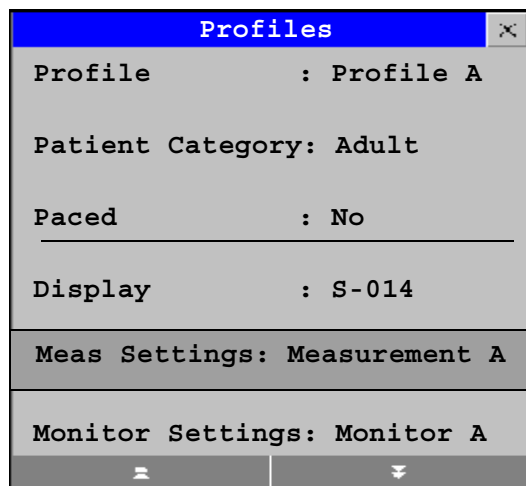 Profiles
Profile : Profile A
Patient Category: Adult
Paced : No
Display : S-014
Meas Settings: Measurement A
Monitor Settings: Monitor A